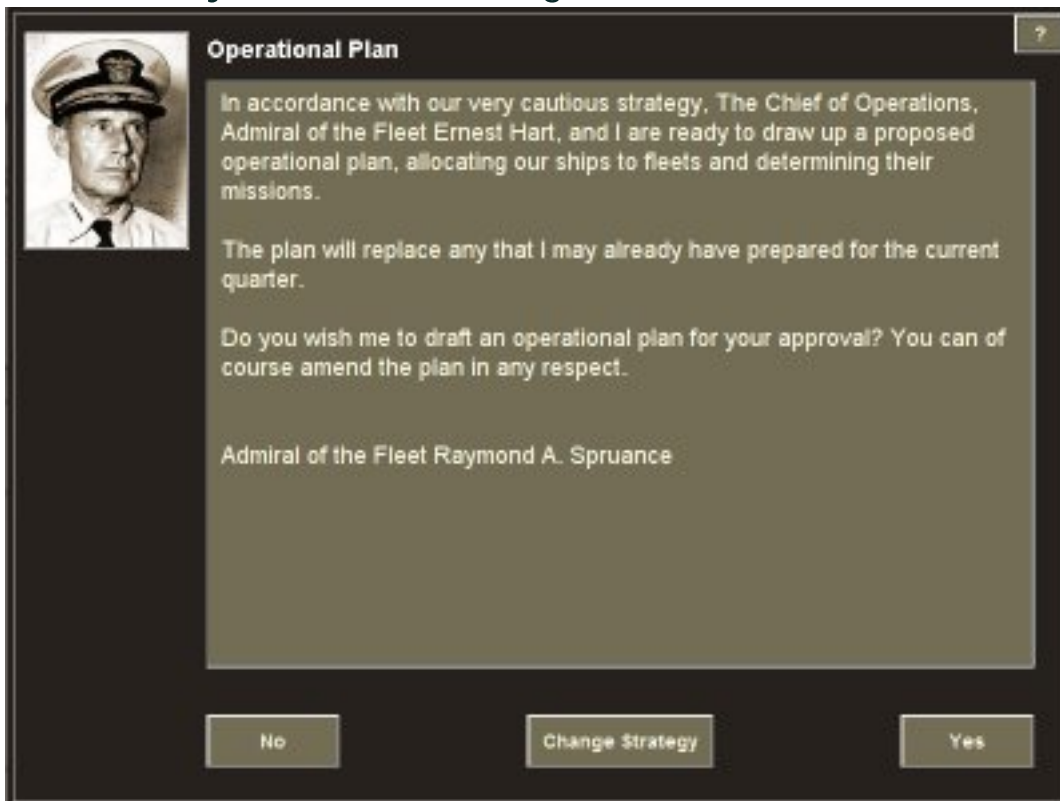 ?
Operational Plan
In accordance with our very cautious strategy, The Chief of Operations,
Admiral of the Fleet Ernest Hart, and I are ready to draw up a proposed
operational plan, allocating our ships to fleets and determining their
missions.
The plan will replace any that I may already have prepared for the current
quarter.
Do you wish me to draft an operational plan for your approval? You can of
course amend the plan in any respect.
Admiral of the Fleet Raymond A. Spruance
No
Change Strategy
Yes